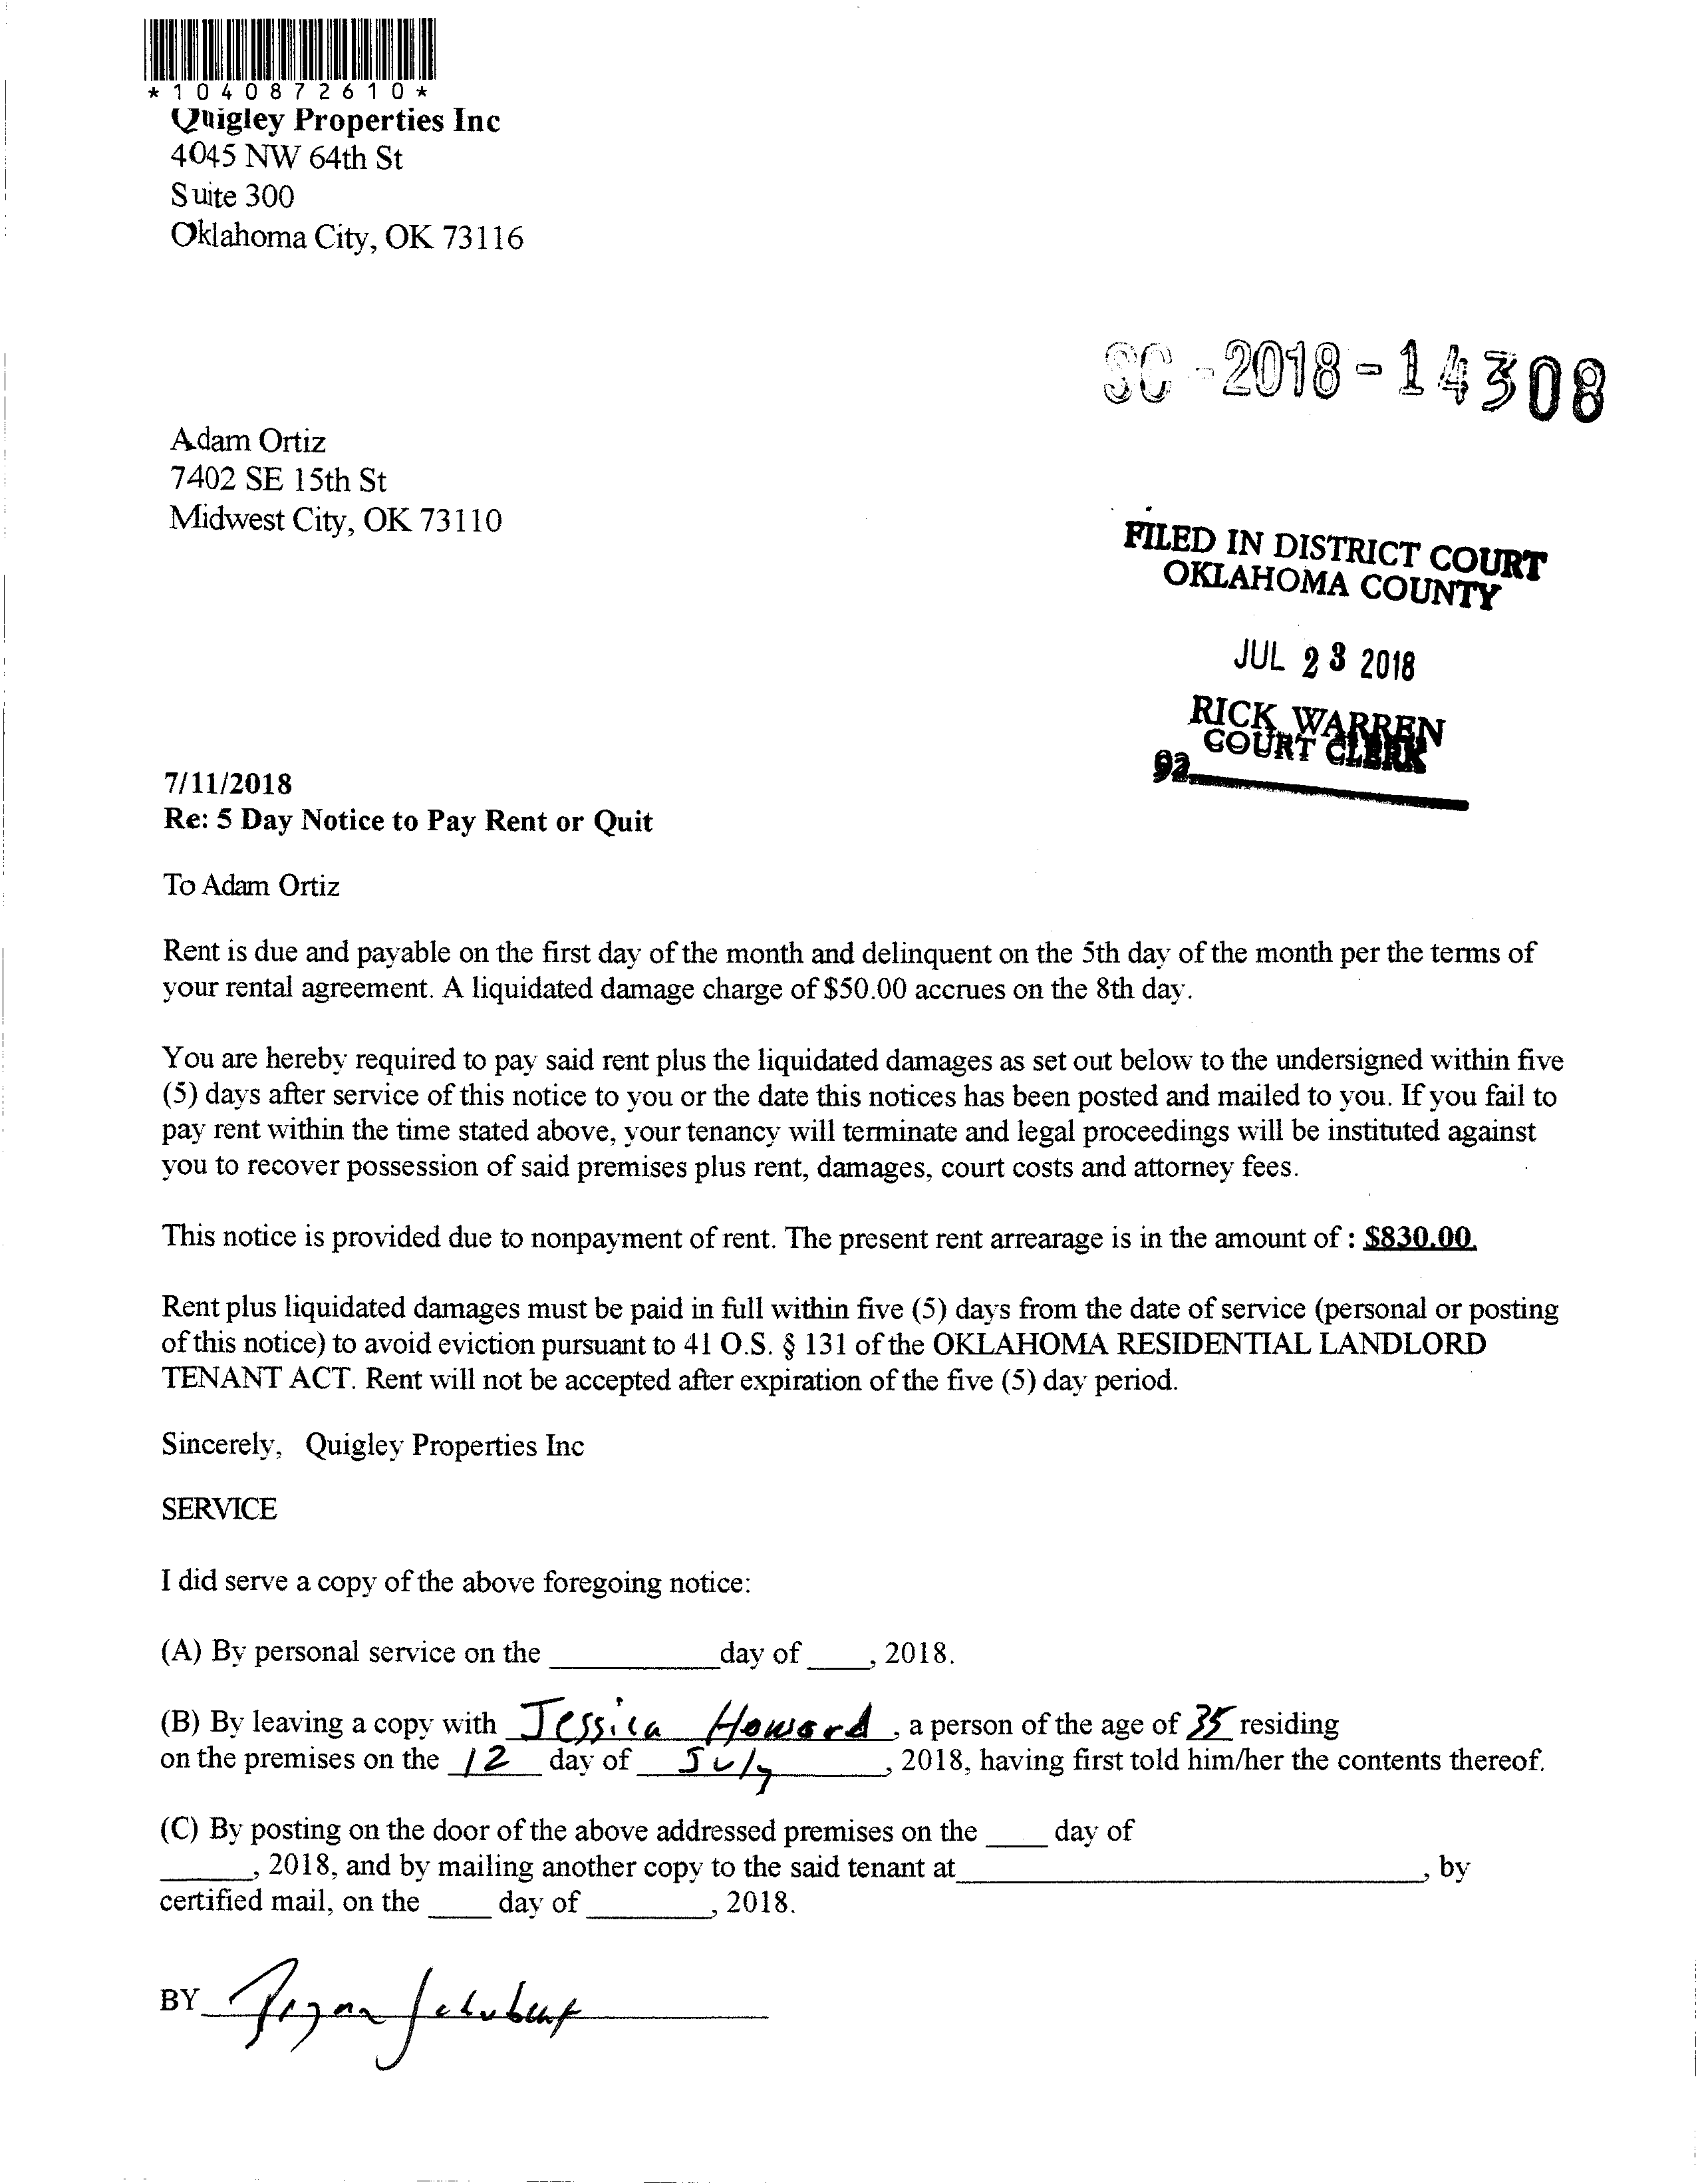 *1040872610*
Quigley Properties Inc
4045 NW 64th St
Suite 300
Oklahoma City, OK 73116
SC-2018-14308
Adam Ortiz
7402 SE 15th St
Midwest City, OK 73110
FILED IN DISTRICT COURT
OKLAHOMA COUNTY
JUL 23 2018
RICK WARREN
COURT CLERK
92
7/11/2018
Re: 5 Day Notice to Pay Rent or Quit
To Adam Ortiz
Rent is due and payable on the first day of the month and delinquent on the 5th day of the month per the terms of
your rental agreement. A liquidated damage charge of $50.00 accrues on the 8th day.
You are hereby required to pay said rent plus the liquidated damages as set out below to the undersigned within five
(5) days after service of this notice to you or the date this notices has been posted and mailed to you. If you fail to
pay rent within the time stated above, your tenancy will terminate and legal proceedings will be instituted against
you to recover possession of said premises plus rent, damages, court costs and attorney fees.
This notice is provided due to nonpayment of rent. The present rent arrearage is in the amount of : $830.00.
Rent plus liquidated damages must be paid in full within five (5) days from the date of service (personal or posting
of this notice) to avoid eviction pursuant to 41 O.S. § 131 of the OKLAHOMA RESIDENTIAL LANDLORD
TENANT ACT. Rent will not be accepted after expiration of the five (5) day period.
Sincerely, Quigley Properties Inc
SERVICE
I did serve a copy of the above foregoing notice:
(A) By personal service on the ____________day of ____, 2018.
(B) By leaving a copy with Jessica Howard, a person of the age of 35 residing
on the premises on the 12 day of July, 2018, having first told him/her the contents thereof.
(C) By posting on the door of the above addressed premises on the ____ day of
______, 2018, and by mailing another copy to the said tenant at______________________________, by
certified mail, on the ____ day of ________, 2018.
BY